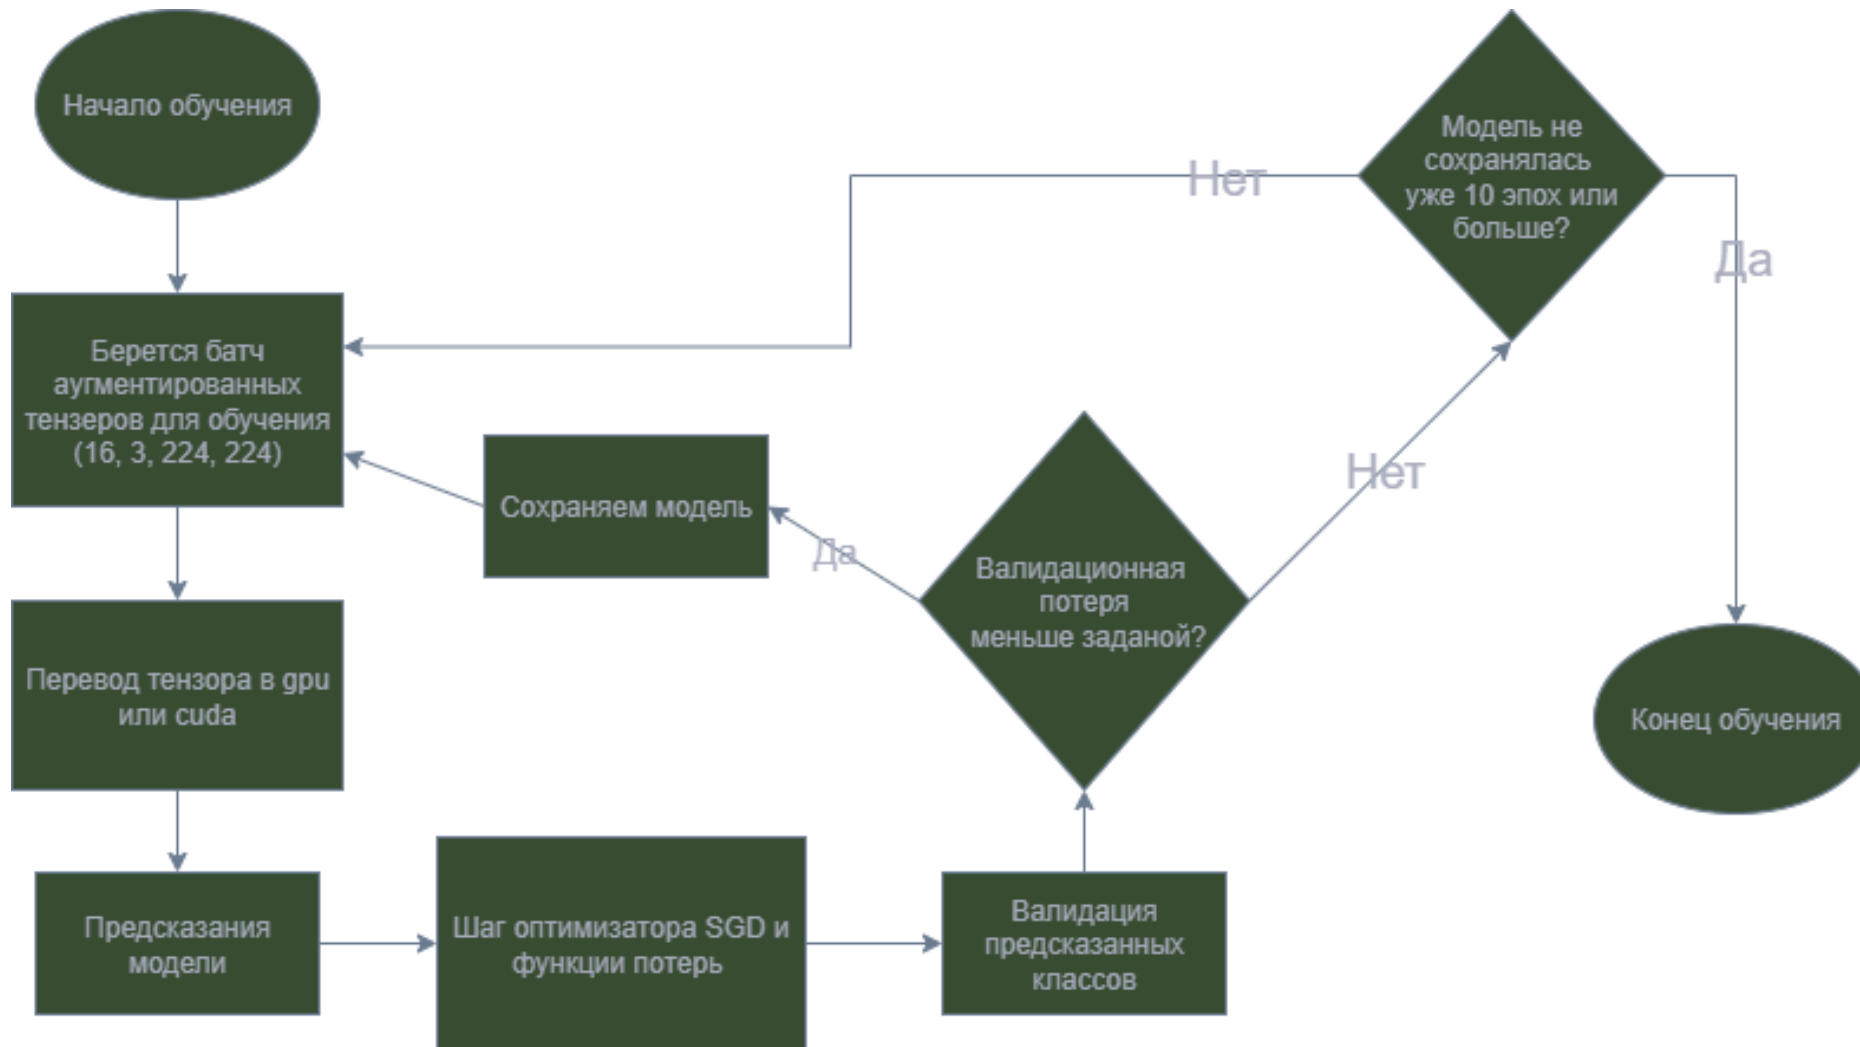 Начало обучения
Берется батч
аугментированных
тензеров для обучения
(16, 3, 224, 224)
Перевод тензора в gpu
или cuda
Предсказания
модели
Шаг оптимизатора SGD и
функции потерь
Валидация
предсказанных
классов
Валидационная
потеря
меньше заданой?
Да
Сохраняем модель
Нет
Модель не
сохранялась
уже 10 эпох или
больше?
Нет
Да
Конец обучения